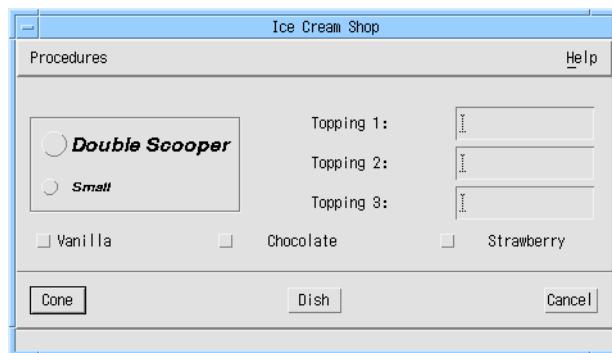 Ice Cream Shop
Procedures Help
Double Scooper
Small
Topping 1:
Topping 2:
Topping 3:
Vanilla Chocolate Strawberry
Cone Dish Cancel